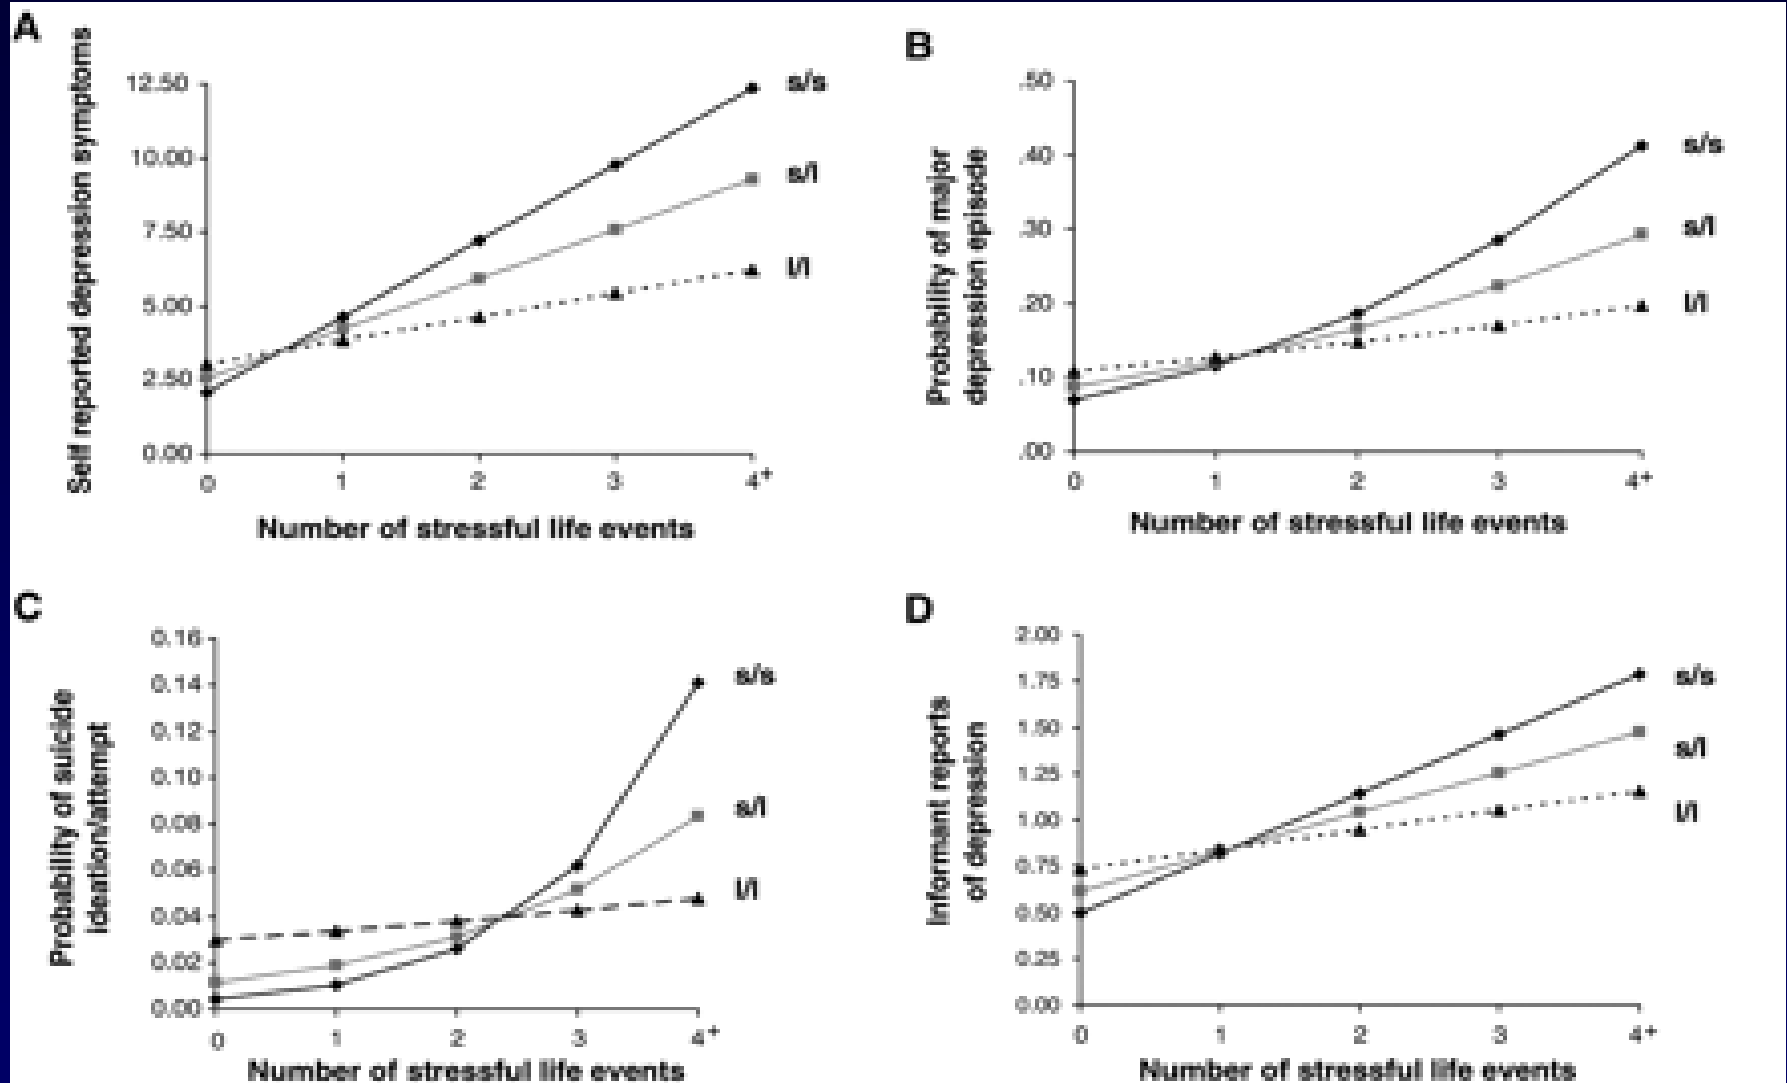 A
Self reported depression symptoms
12.50
10.00
7.50
5.00
2.50
0.00
0
1
2
3
4+
s/s
s/l
l/l
Number of stressful life events
B
Probability of major
depression episode
.50
.40
.30
.20
.10
.00
0
1
2
3
4+
s/s
s/l
l/l
Number of stressful life events
C
Probability of suicide
ideation/attempt
0.16
0.14
0.12
0.10
0.08
0.06
0.04
0.02
0.00
0
1
2
3
4+
s/s
s/l
l/l
Number of stressful life events
D
Informant reports
of depression
2.00
1.75
1.50
1.25
1.00
0.75
0.50
0.25
0.00
0
1
2
3
4+
s/s
s/l
l/l
Number of stressful life events